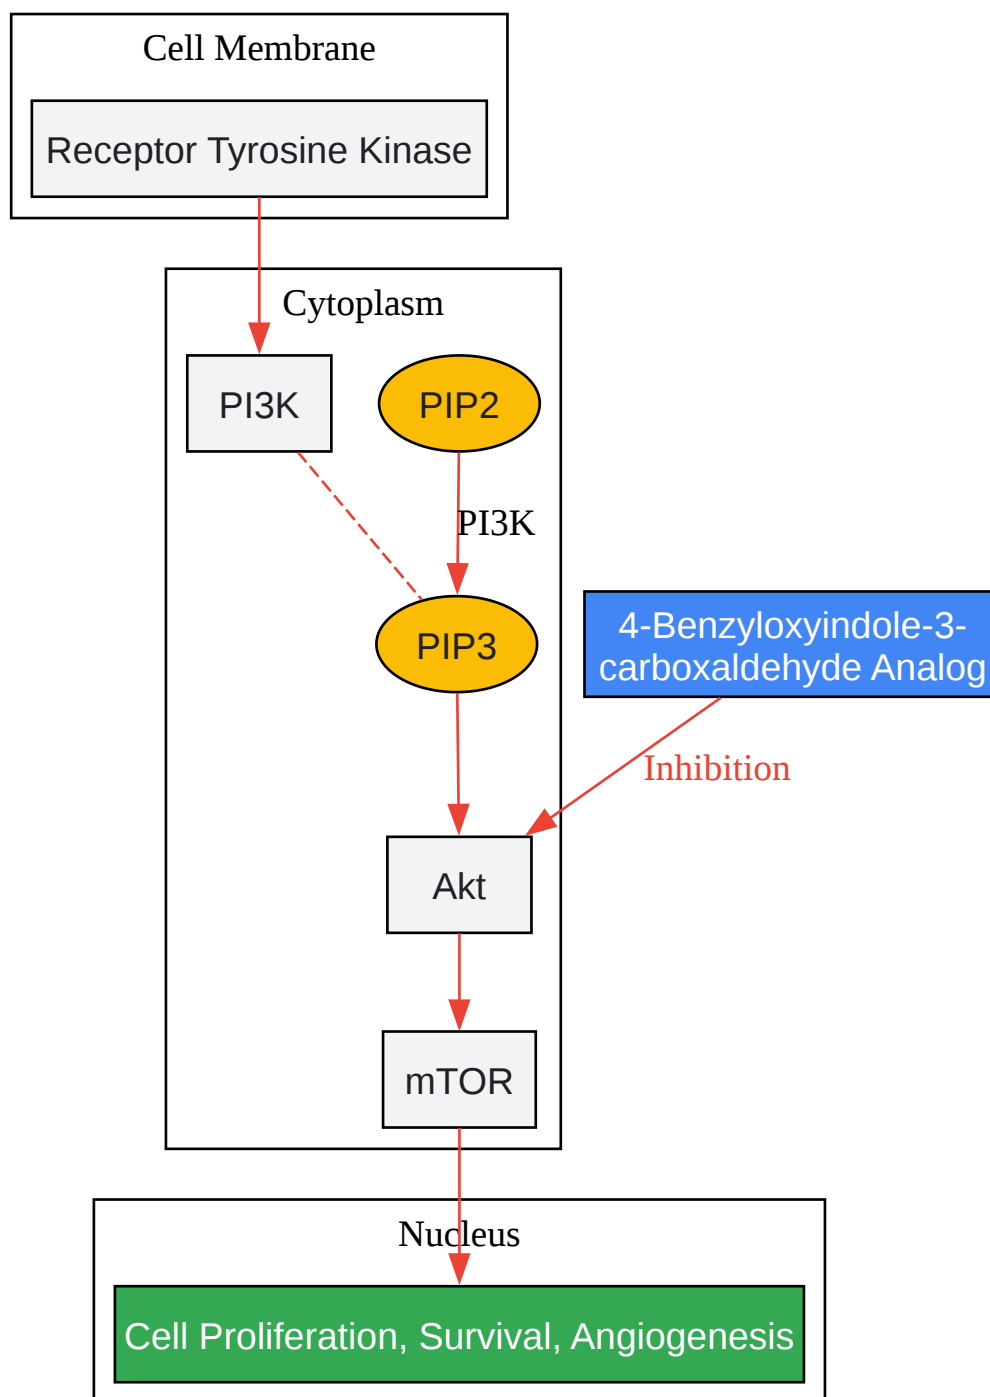 Cell Membrane
Receptor Tyrosine Kinase
Cytoplasm
PI3K
PIP2
PI3K
PIP3
4-Benzyloxyindole-3-
carboxaldehyde Analog
Inhibition
Akt
mTOR
Nucleus
Cell Proliferation, Survival, Angiogenesis